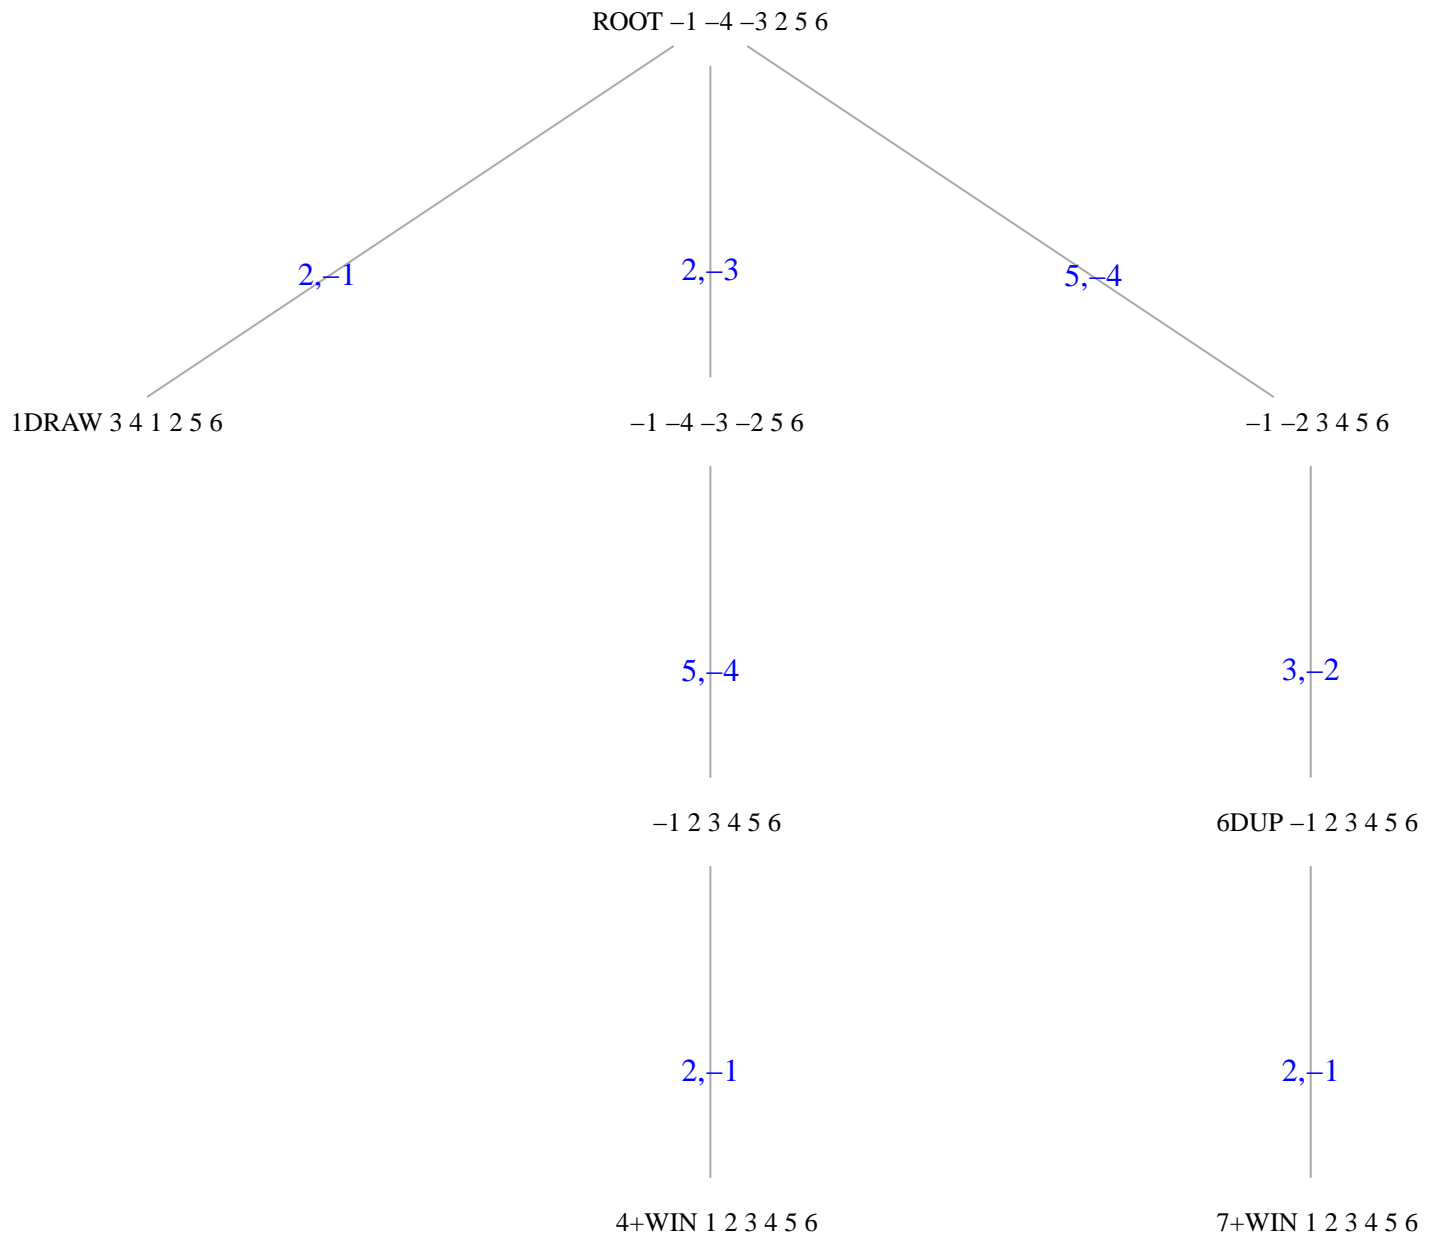 ROOT –1 –4 –3 2 5 6
2,–1
2,–3
5,–4
1DRAW 3 4 1 2 5 6
–1 –4 –3 –2 5 6
–1 –2 3 4 5 6
5,–4
3,–2
–1 2 3 4 5 6
6DUP –1 2 3 4 5 6
2,–1
2,–1
4+WIN 1 2 3 4 5 6
7+WIN 1 2 3 4 5 6